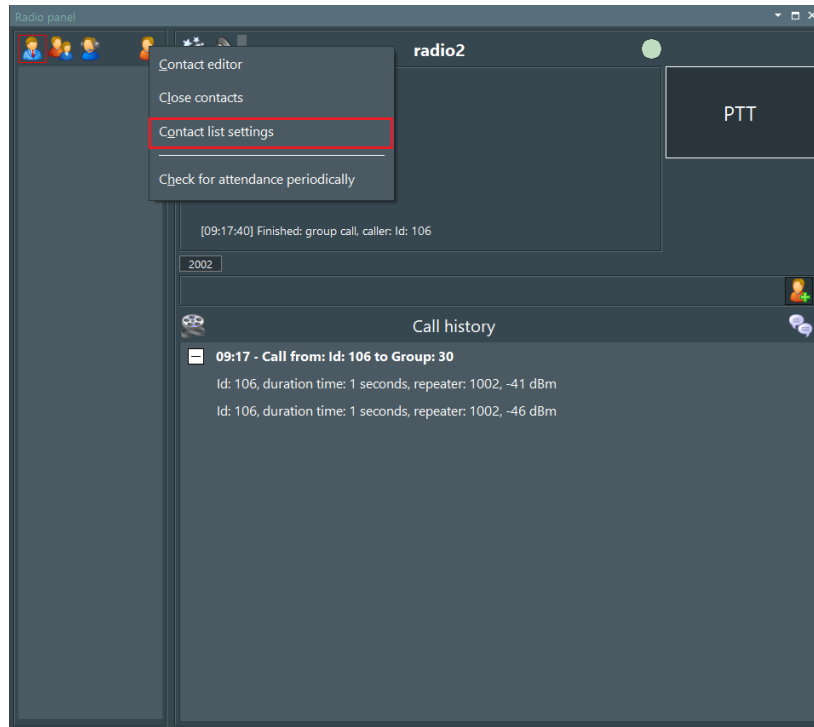 Radio panel
radio2
Contact editor
Close contacts
Contact list settings
Check for attendance periodically
PTT
[09:17:40] Finished: group call, caller: Id: 106
2002
Call history
09:17 - Call from: Id: 106 to Group: 30
Id: 106, duration time: 1 seconds, repeater: 1002, -41 dBm
Id: 106, duration time: 1 seconds, repeater: 1002, -46 dBm